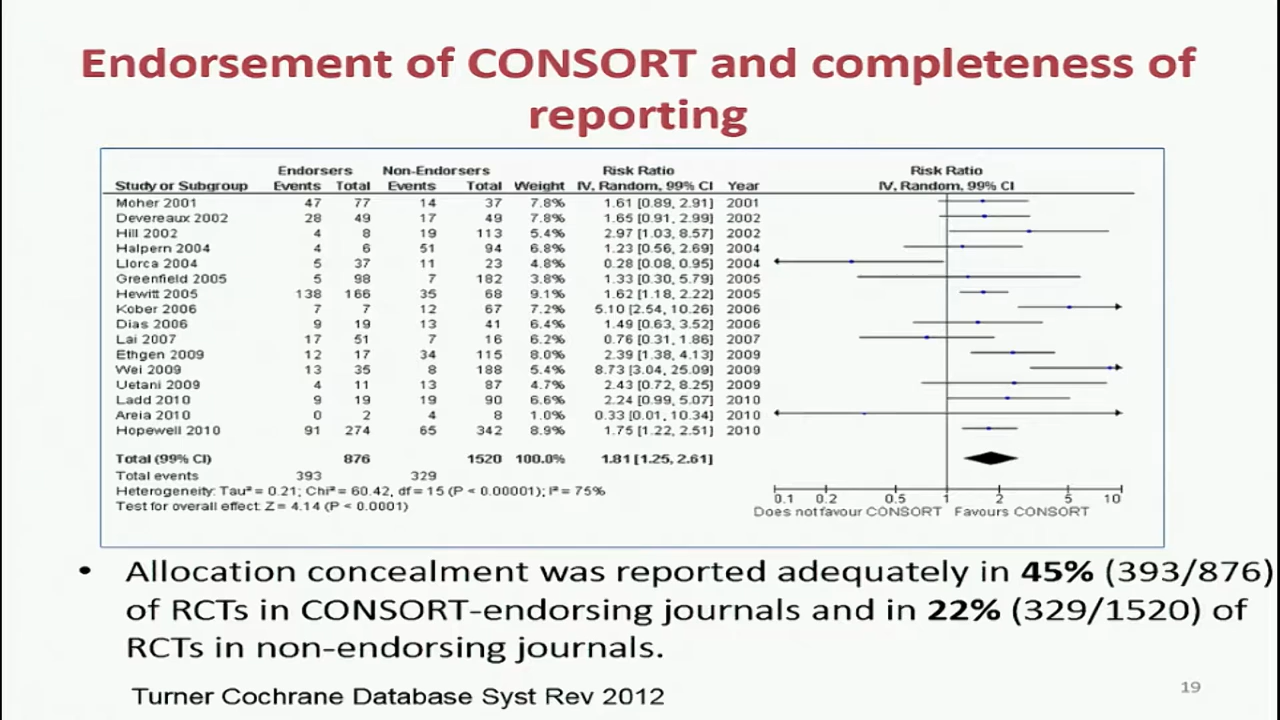 Endorsement of CONSORT and completeness of
reporting
Endorsers Non-Endorsers Risk Ratio Risk Ratio
Study or Subgroup Events Total Events Total Weight IV, Random, 99% CI Year IV, Random, 99% CI
Moher 2001 47 77 14 37 7.8% 1.61 [0.89, 2.91] 2001
Devereaux 2002 28 49 17 49 7.8% 1.65 [0.91, 2.99] 2002
Hill 2002 4 8 19 113 5.4% 2.97 [1.03, 8.57] 2002
Halpern 2004 4 6 51 94 6.8% 1.23 [0.56, 2.69] 2004
Llorca 2004 5 37 11 23 4.8% 0.28 [0.08, 0.95] 2004
Greenfield 2005 5 98 7 182 3.8% 1.33 [0.30, 5.79] 2005
Hewitt 2005 138 166 35 68 9.1% 1.62 [1.18, 2.22] 2005
Kober 2006 7 7 12 67 7.2% 5.10 [2.54, 10.26] 2006
Dias 2006 9 19 13 41 6.4% 1.49 [0.63, 3.52] 2006
Lai 2007 17 51 7 16 6.2% 0.76 [0.31, 1.86] 2007
Ethgen 2009 12 17 34 115 8.0% 2.39 [1.38, 4.13] 2009
Wei 2009 13 35 8 188 5.4% 8.73 [3.04, 25.09] 2009
Uetani 2009 4 11 13 87 4.7% 2.43 [0.72, 8.25] 2009
Ladd 2010 9 19 19 90 6.6% 2.24 [0.99, 5.07] 2010
Areia 2010 0 2 4 8 1.0% 0.33 [0.01, 10.34] 2010
Hopewell 2010 91 274 65 342 8.9% 1.75 [1.22, 2.51] 2010
Total (99% CI) 876 1520 100.0% 1.81 [1.25, 2.61]
Total events 393 329
Heterogeneity: Tau² = 0.21; Chi² = 60.42, df = 15 (P < 0.00001); I² = 75%
Test for overall effect: Z = 4.14 (P < 0.0001)
0.1 0.2 0.5 1 2 5 10
Does not favour CONSORT Favours CONSORT
• Allocation concealment was reported adequately in 45% (393/876)
of RCTs in CONSORT-endorsing journals and in 22% (329/1520) of
RCTs in non-endorsing journals.
Turner Cochrane Database Syst Rev 2012
19